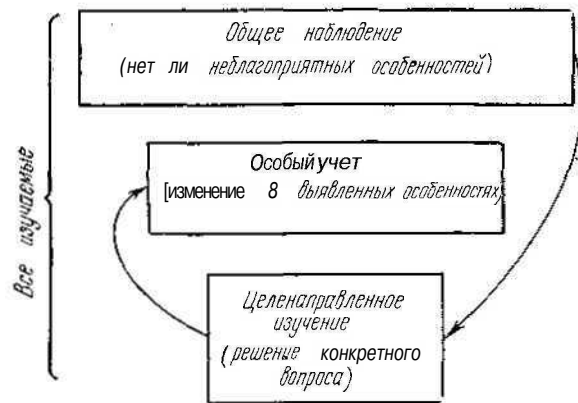 Общее наблюдение
(нет ли неблагоприятных особенностей)
Особый учет
[изменение 8 выявленных особенностях)
Целенаправленное
изучение
(решение конкретного
вопроса)
Все изучаемые